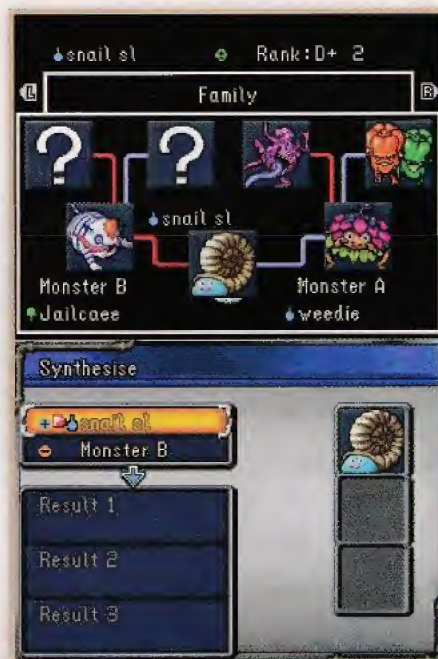 snail sl Rank:D+ 2
L Family R
? ?
snail sl
Monster B Monster A
Jailcaee weedie
Synthesise
+ snail sl
Monster B
Result 1
Result 2
Result 3